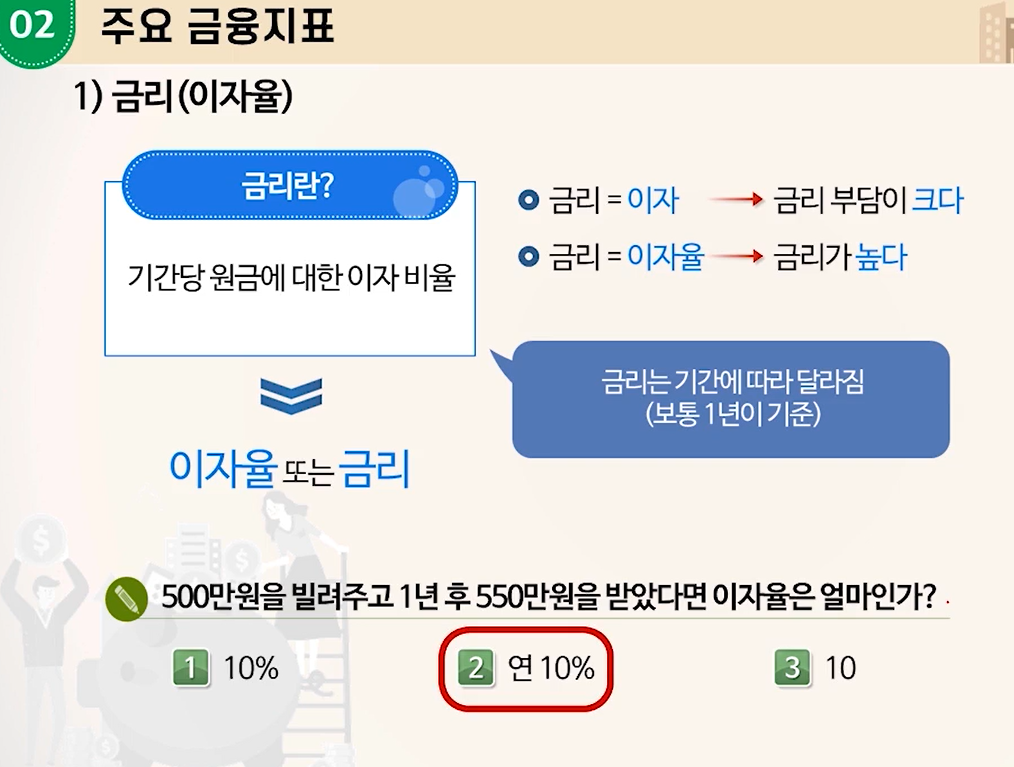 02 주요 금융지표
1) 금리(이자율)
금리란?
기간당 원금에 대한 이자 비율
금리 = 이자 → 금리 부담이 크다
금리 = 이자율 → 금리가 높다
금리는 기간에 따라 달라짐
(보통 1년이 기준)
이자율 또는 금리
500만원을 빌려주고 1년 후 550만원을 받았다면 이자율은 얼마인가?
1 10% 2 연 10% 3 10